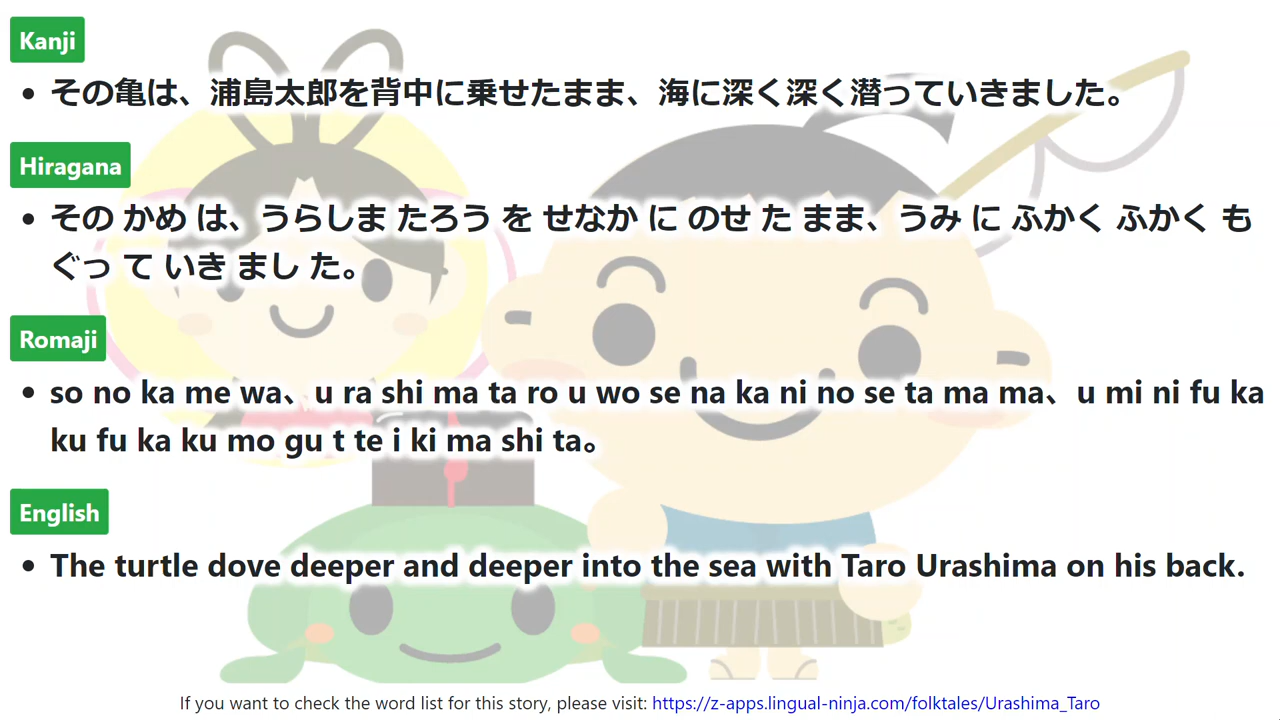 Kanji
• その亀は、浦島太郎を背中に乗せたまま、海に深く深く潜っていきました。
Hiragana
• その かめ は、うらしま たろう を せなか に のせ た まま、うみ に ふかく ふかく も
ぐっ て いき まし た。
Romaji
• so no ka me wa、u ra shi ma ta ro u wo se na ka ni no se ta ma ma、u mi ni fu ka
ku fu ka ku mo gu t te i ki ma shi ta。
English
• The turtle dove deeper and deeper into the sea with Taro Urashima on his back.
If you want to check the word list for this story, please visit: https://z-apps.lingual-ninja.com/folktales/Urashima_Taro